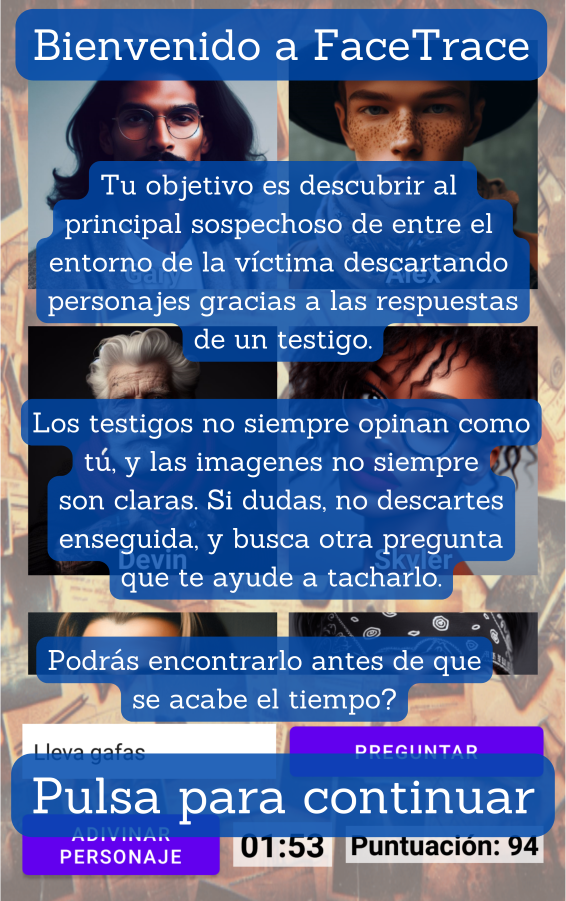 Bienvenido a FaceTrace
Tu objetivo es descubrir al
principal sospechoso de entre el
entorno de la víctima descartando
personajes gracias a las respuestas
de un testigo.
Alex
Los testigos no siempre opinan como
tú, y las imagenes no siempre
son claras. Si dudas, no descartes
enseguida, y busca otra pregunta
Devin Skyler
que te ayude a tacharlo.
Podrás encontrarlo antes de que
se acabe el tiempo?
Lleva gafas PREGUNTAR
Pulsa para continuar
ADIVINAR
PERSONAJE
01:53 Puntuación: 94